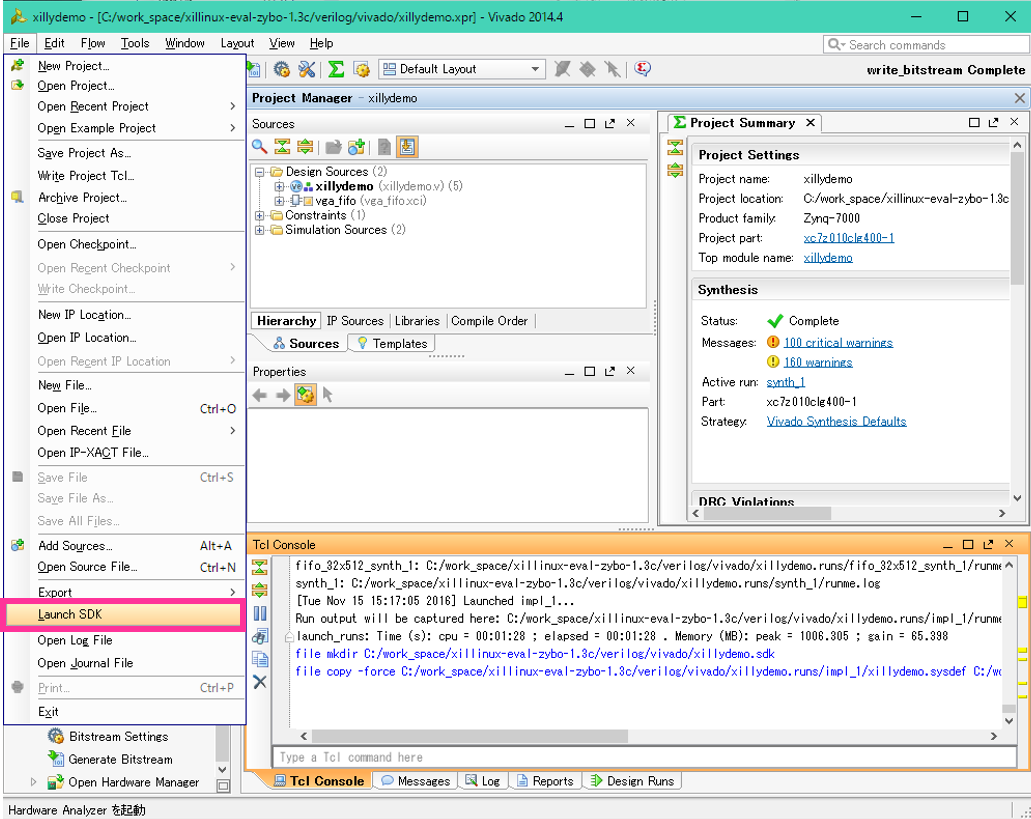 xillydemo - [C:/work_space/xillinux-eval-zybo-1.3c/verilog/vivado/xillydemo.xpr] - Vivado 2014.4
File Edit Flow Tools Window Layout View Help
Search commands
Default Layout
write_bitstream Complete
New Project...
Open Project...
Open Recent Project
Open Example Project
Save Project As...
Write Project Tcl...
Archive Project...
Close Project
Open Checkpoint...
Open Recent Checkpoint
Write Checkpoint...
New IP Location...
Open IP Location...
Open Recent IP Location
New File...
Open File... Ctrl+O
Open Recent File
Open IP-XACT File...
Save File Ctrl+S
Save File As...
Save All Files...
Add Sources... Alt+A
Open Source File... Ctrl+N
Export
Launch SDK
Open Log File
Open Journal File
Print... Ctrl+P
Exit
Bitstream Settings
Generate Bitstream
Open Hardware Manager
Project Manager - xillydemo
Sources
Design Sources (2)
xillydemo (xillydemo.v) (5)
vga_fifo (vga_fifo.xci)
Constraints (1)
Simulation Sources (2)
Hierarchy IP Sources Libraries Compile Order
Sources Templates
Properties
Project Summary
Project Settings
Project name: xillydemo
Project location: C:/work_space/xillinux-eval-zybo-1.3c
Product family: Zynq-7000
Project part: xc7z010clg400-1
Top module name: xillydemo
Synthesis
Status: Complete
Messages: 100 critical warnings
160 warnings
Active run: synth_1
Part: xc7z010clg400-1
Strategy: Vivado Synthesis Defaults
DRC Violations
Tcl Console
fifo_32x512_synth_1: C:/work_space/xillinux-eval-zybo-1.3c/verilog/vivado/xillydemo.runs/fifo_32x512_synth_1/runme
synth_1: C:/work_space/xillinux-eval-zybo-1.3c/verilog/vivado/xillydemo.runs/synth_1/runme.log
[Tue Nov 15 15:17:05 2016] Launched impl_1...
Run output will be captured here: C:/work_space/xillinux-eval-zybo-1.3c/verilog/vivado/xillydemo.runs/impl_1/runme
launch_runs: Time (s): cpu = 00:01:28 ; elapsed = 00:01:28 . Memory (MB): peak = 1006.305 ; gain = 65.398
file mkdir C:/work_space/xillinux-eval-zybo-1.3c/verilog/vivado/xillydemo.sdk
file copy -force C:/work_space/xillinux-eval-zybo-1.3c/verilog/vivado/xillydemo.runs/impl_1/xillydemo.sysdef C:/wo
Type a Tcl command here
Tcl Console Messages Log Reports Design Runs
Hardware Analyzer を起動